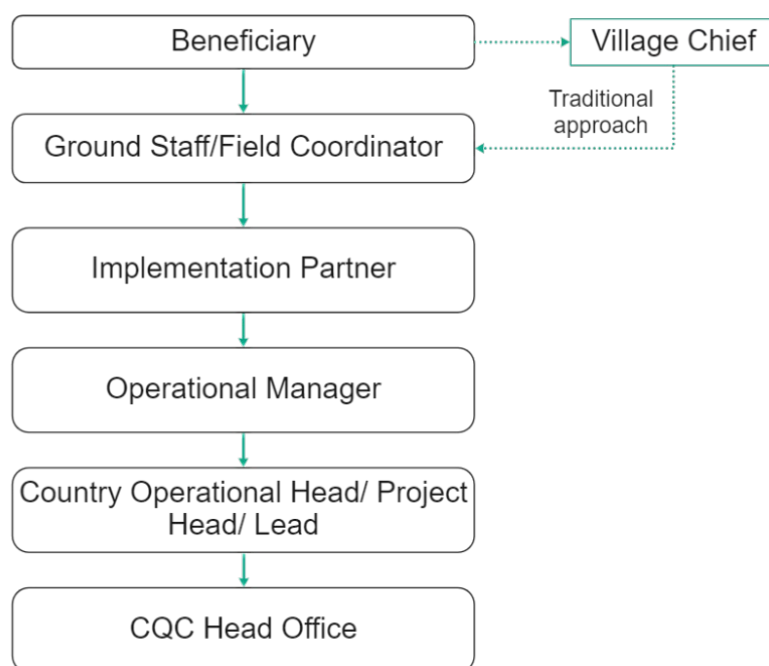 Beneficiary
Village Chief
Traditional
approach
Ground Staff/Field Coordinator
Implementation Partner
Operational Manager
Country Operational Head/ Project
Head/ Lead
CQC Head Office